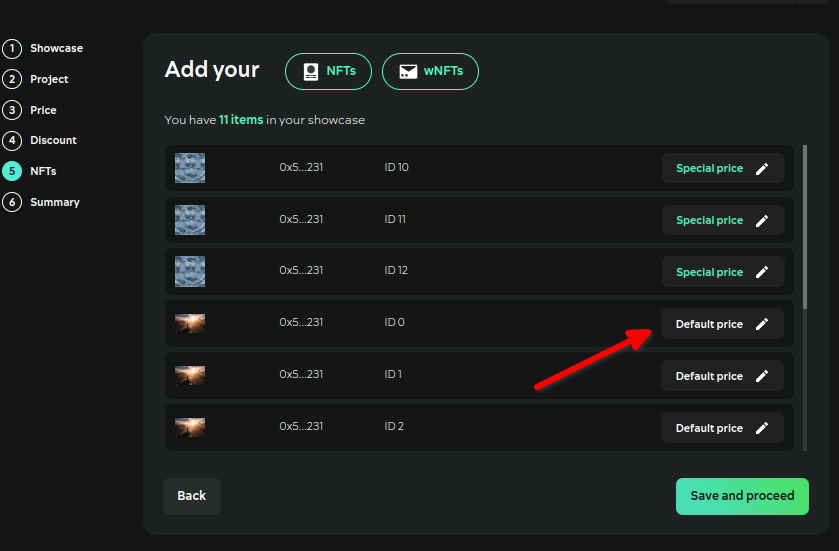 1 Showcase
2 Project
3 Price
4 Discount
5 NFTs
6 Summary
Add your NFTs wNFTs
You have 11 items in your showcase
0x5...231 ID 10 Special price
0x5...231 ID 11 Special price
0x5...231 ID 12 Special price
0x5...231 ID 0 Default price
0x5...231 ID 1 Default price
0x5...231 ID 2 Default price
Back Save and proceed